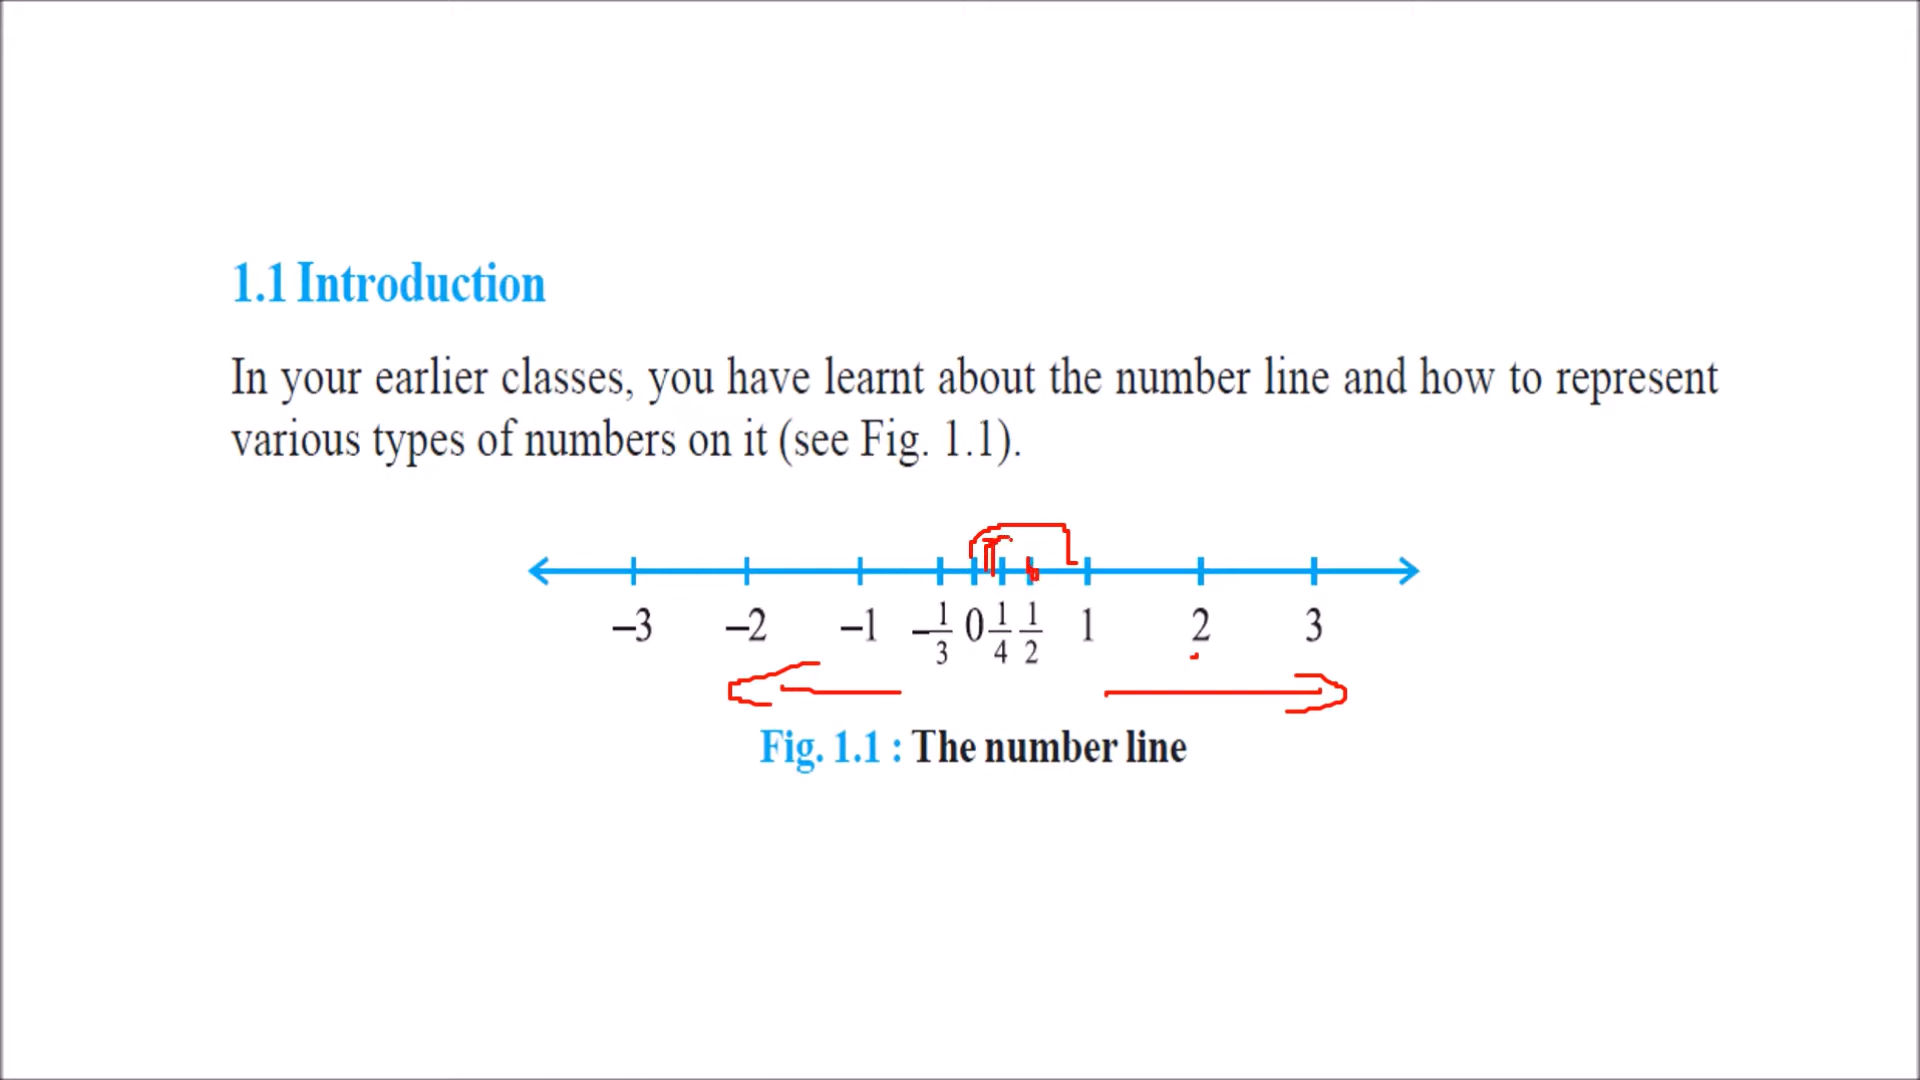 1.1 Introduction
In your earlier classes, you have learnt about the number line and how to represent
various types of numbers on it (see Fig. 1.1).
–3 –2 –1 –1/3 0 1/4 1/2 1 2 3
Fig. 1.1 : The number line